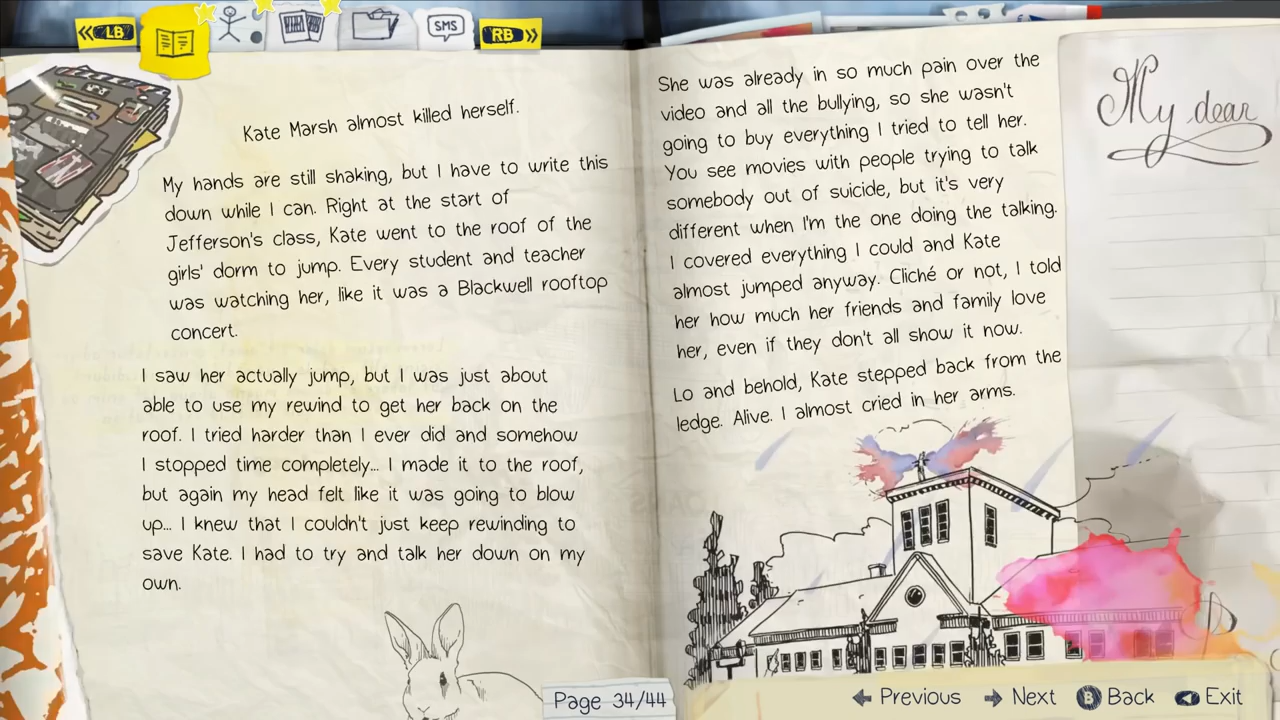 LB
SMS
RB
Kate Marsh almost killed herself.
My hands are still shaking, but I have to write this
down while I can. Right at the start of
Jefferson's class, Kate went to the roof of the
girls' dorm to jump. Every student and teacher
was watching her, like it was a Blackwell rooftop
concert.
I saw her actually jump, but I was just about
able to use my rewind to get her back on the
roof. I tried harder than I ever did and somehow
I stopped time completely... I made it to the roof,
but again my head felt like it was going to blow
up... I knew that I couldn't just keep rewinding to
save Kate. I had to try and talk her down on my
own.
She was already in so much pain over the
video and all the bullying, so she wasn't
going to buy everything I tried to tell her.
You see movies with people trying to talk
somebody out of suicide, but it's very
different when I'm the one doing the talking.
I covered everything I could and Kate
almost jumped anyway. Cliché or not, I told
her how much her friends and family love
her, even if they don't all show it now.
Lo and behold, Kate stepped back from the
ledge. Alive. I almost cried in her arms.
My dear
Page 34/44
Previous
Next
B Back
Exit